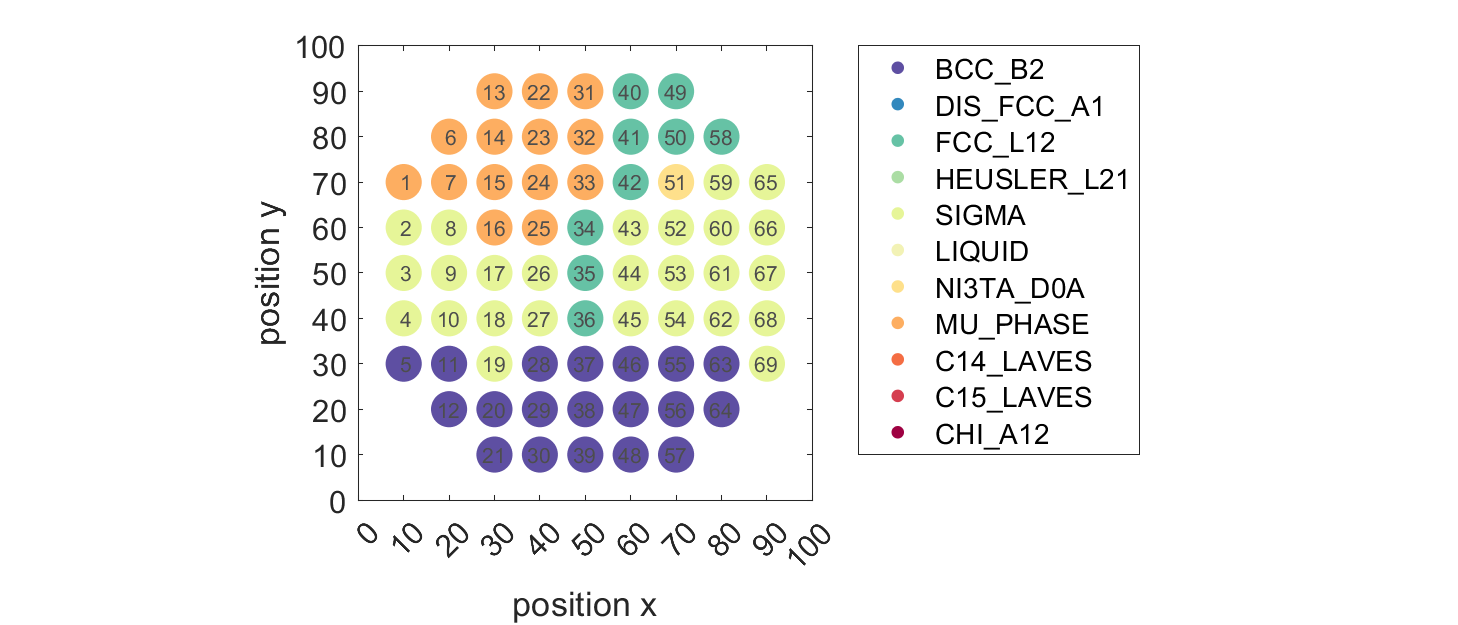 100
90
80
70
60
50
40
30
20
10
0
position y
13 22 31 40 49
6 14 23 32 41 50 58
1 7 15 24 33 42 51 59 65
2 8 16 25 34 43 52 60 66
3 9 17 26 35 44 53 61 67
4 10 18 27 36 45 54 62 68
5 11 19 28 37 46 55 63 69
12 20 29 38 47 56 64
21 30 39 48 57
0 10 20 30 40 50 60 70 80 90 100
position x
BCC_B2
DIS_FCC_A1
FCC_L12
HEUSLER_L21
SIGMA
LIQUID
NI3TA_D0A
MU_PHASE
C14_LAVES
C15_LAVES
CHI_A12